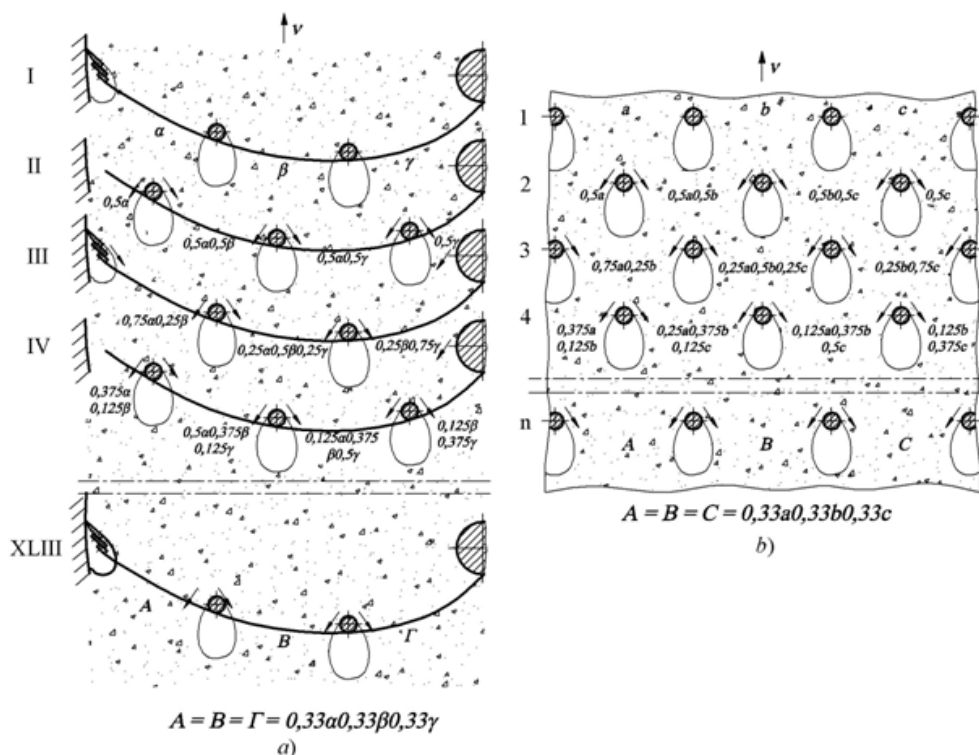 v
I
α
β
γ
II
0,5α
0,5α0,5β
0,5α0,5γ
0,5γ
III
0,75α0,25β
0,25α0,5β0,25γ
0,25β0,75γ
IV
0,375α
0,125β
0,5α0,375β
0,125γ
0,125α0,375
β0,5γ
0,125β
0,375γ
XLIII
A
B
Γ
A = B = Γ = 0,33α0,33β0,33γ
a)
v
1
a
b
c
2
0,5a
0,5a0,5b
0,5b0,5c
0,5c
3
0,75a0,25b
0,25a0,5b0,25c
0,25b0,75c
4
0,375a
0,125b
0,25a0,375b
0,125c
0,125a0,375b
0,5c
0,125b
0,375c
n
A
B
C
A = B = C = 0,33a0,33b0,33c
b)